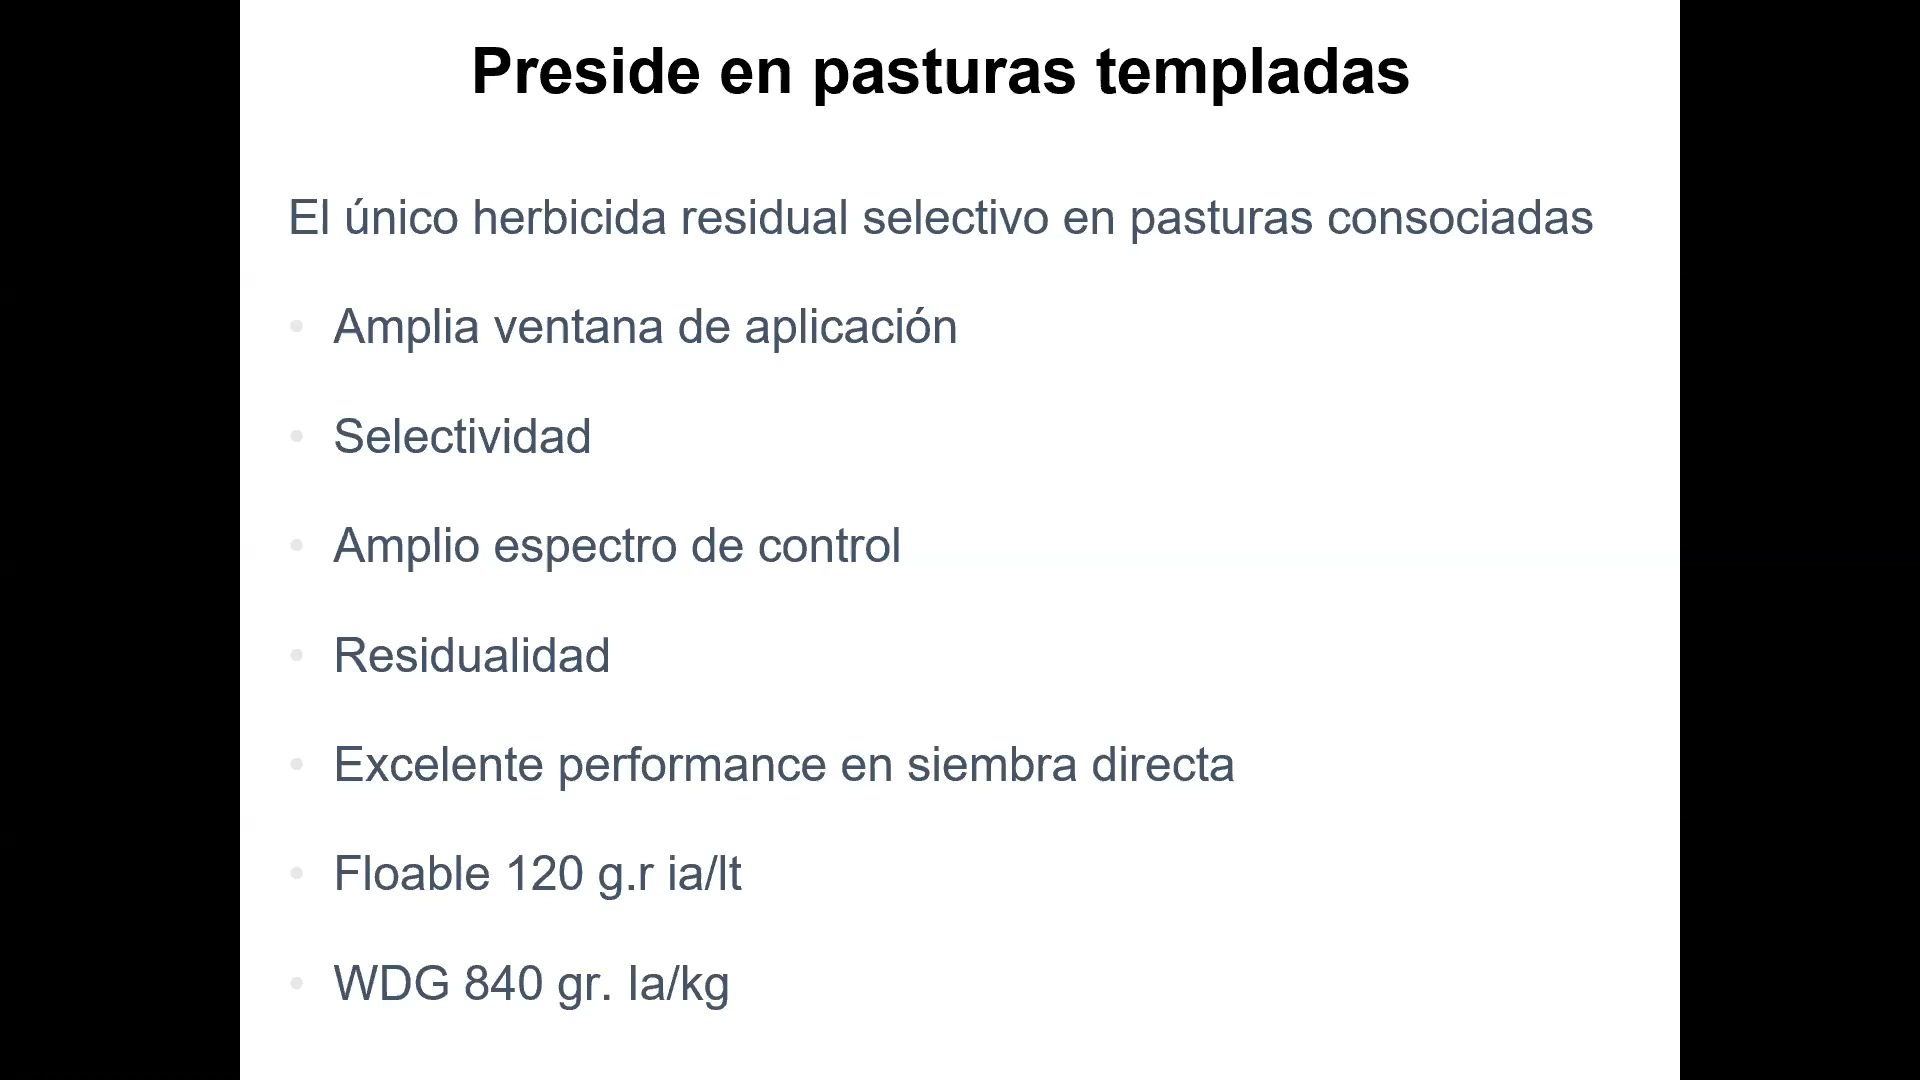 Preside en pasturas templadas
El único herbicida residual selectivo en pasturas consociadas
• Amplia ventana de aplicación
• Selectividad
• Amplio espectro de control
• Residualidad
• Excelente performance en siembra directa
• Floable 120 g.r ia/lt
• WDG 840 gr. Ia/kg